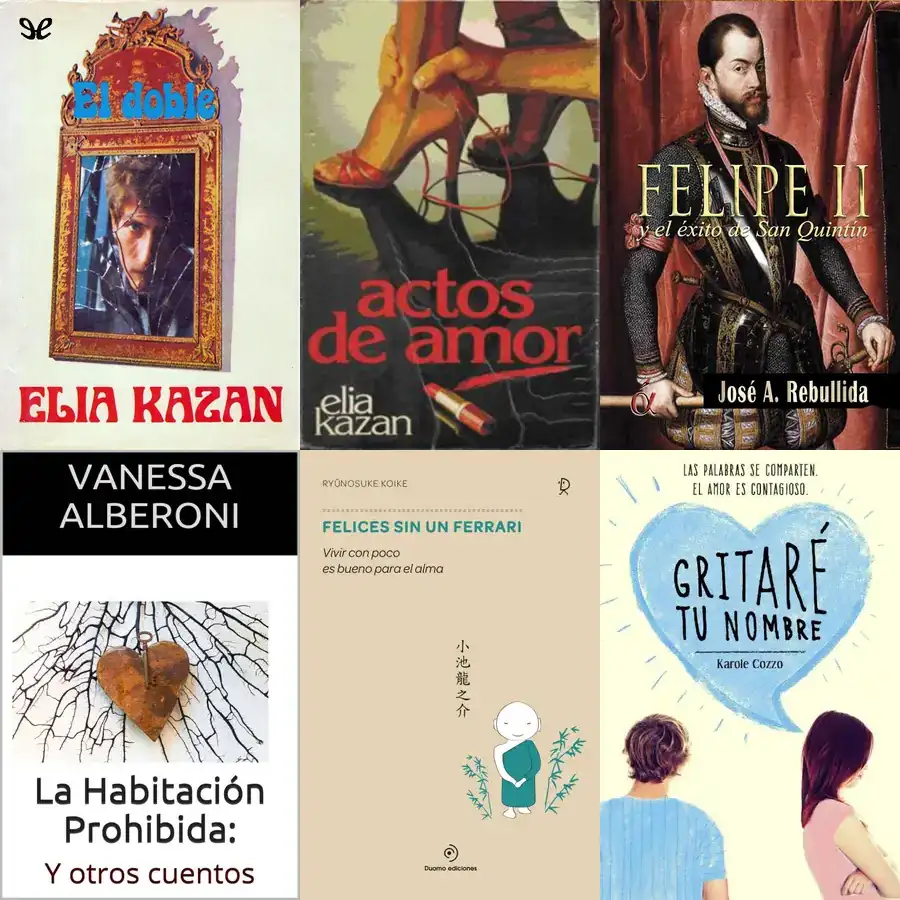 El doble
ELIA KAZAN
actos
de amor
elia
kazan
FELIPE II
y el éxito de San Quintín
José A. Rebullida
VANESSA
ALBERONI
La Habitación
Prohibida:
Y otros cuentos
RYŪNOSUKE KOIKE
FELICES SIN UN FERRARI
Vivir con poco
es bueno para el alma
小池龍之介
Duomo ediciones
LAS PALABRAS SE COMPARTEN.
EL AMOR ES CONTAGIOSO.
GRITARÉ
TU NOMBRE
Karole Cozzo